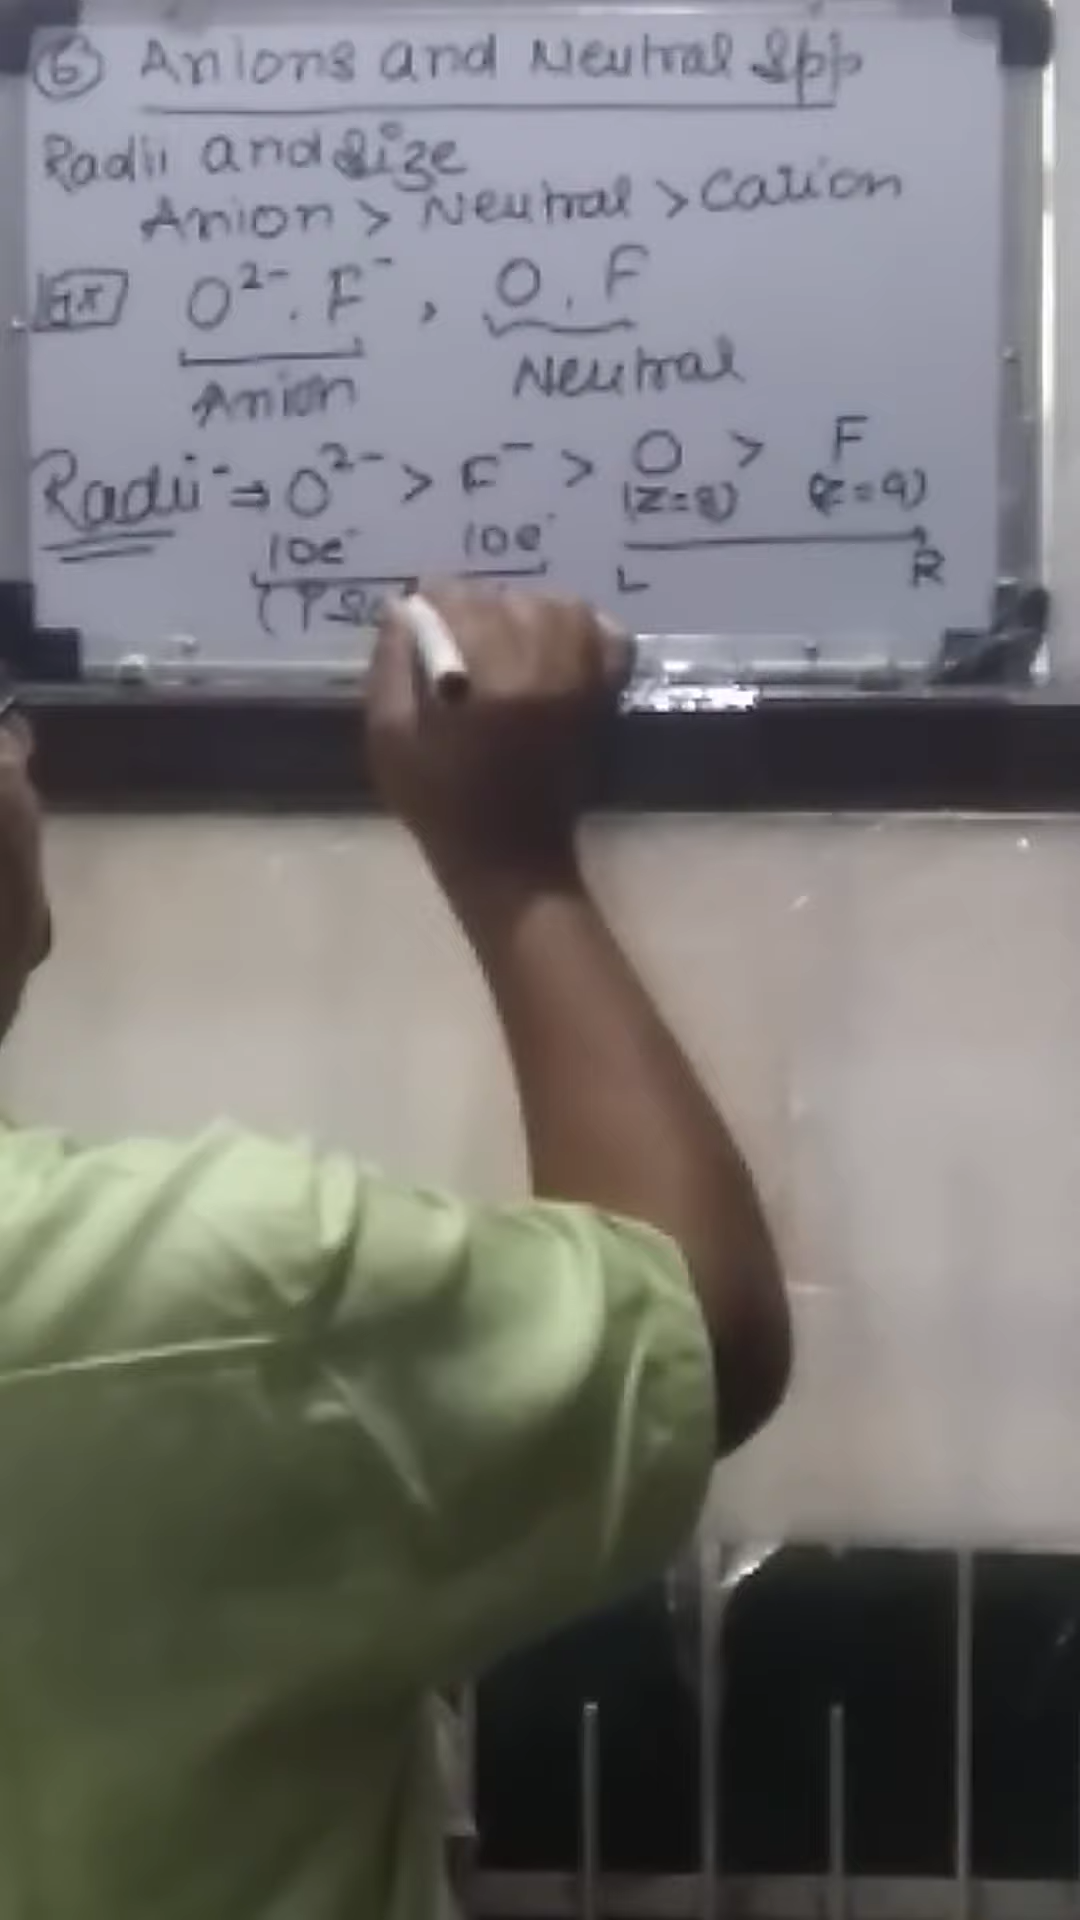 ⑥ Anions and Neutral Spp
Radii and Size
Anion > Neutral > Cation
Ex O²⁻, F⁻, O, F
Anion Neutral
Radii ⇒ O²⁻ > F⁻ > O > F
10e⁻ 10e⁻ (Z=8) (Z=9)
L R